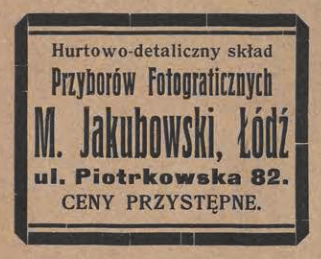 Hurtowo-detaliczny skład
Przyborów Fotograficznych
M. Jakubowski, Łódź
ul. Piotrkowska 82.
CENY PRZYSTĘPNE.